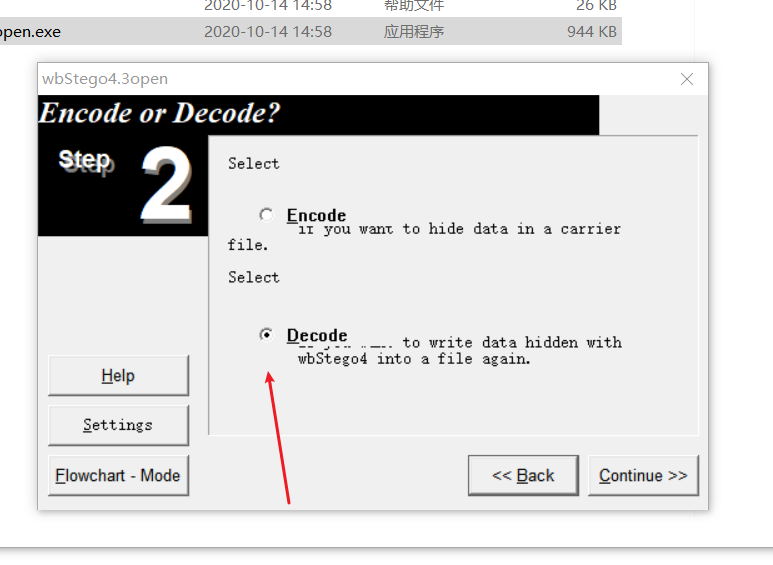 2020-10-14 14:58 帮助文件 26 KB
open.exe 2020-10-14 14:58 应用程序 944 KB
wbStego4.3open
Encode or Decode?
Step 2
Select
Encode
if you want to hide data in a carrier
file.
Select
Decode
to write data hidden with
wbStego4 into a file again.
Help
Settings
Flowchart - Mode
<< Back
Continue >>